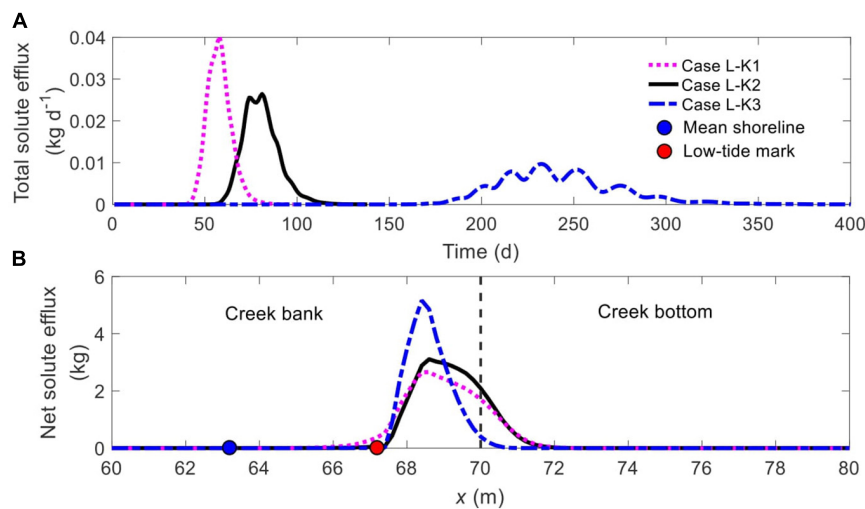 A
Total solute efflux
(kg d⁻¹)
0.04
0.03
0.02
0.01
0
Case L-K1
Case L-K2
Case L-K3
Mean shoreline
Low-tide mark
0 50 100 150 200 250 300 350 400
Time (d)
B
Net solute efflux
(kg)
6
4
2
0
Creek bank
Creek bottom
60 62 64 66 68 70 72 74 76 78 80
x (m)